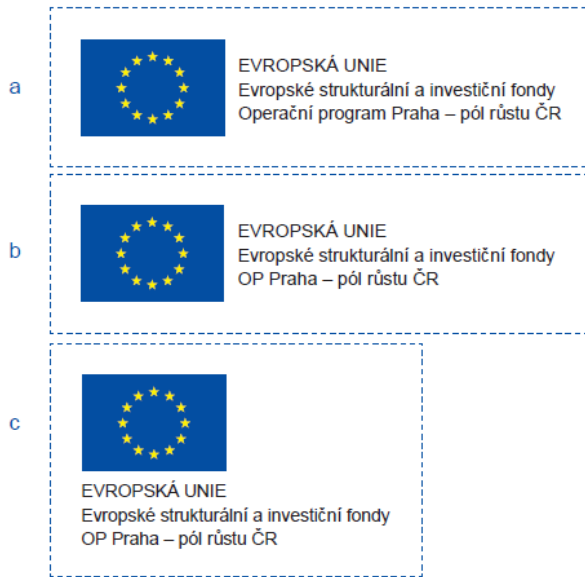 a
EVROPSKÁ UNIE
Evropské strukturální a investiční fondy
Operační program Praha – pól růstu ČR
b
EVROPSKÁ UNIE
Evropské strukturální a investiční fondy
OP Praha – pól růstu ČR
c
EVROPSKÁ UNIE
Evropské strukturální a investiční fondy
OP Praha – pól růstu ČR